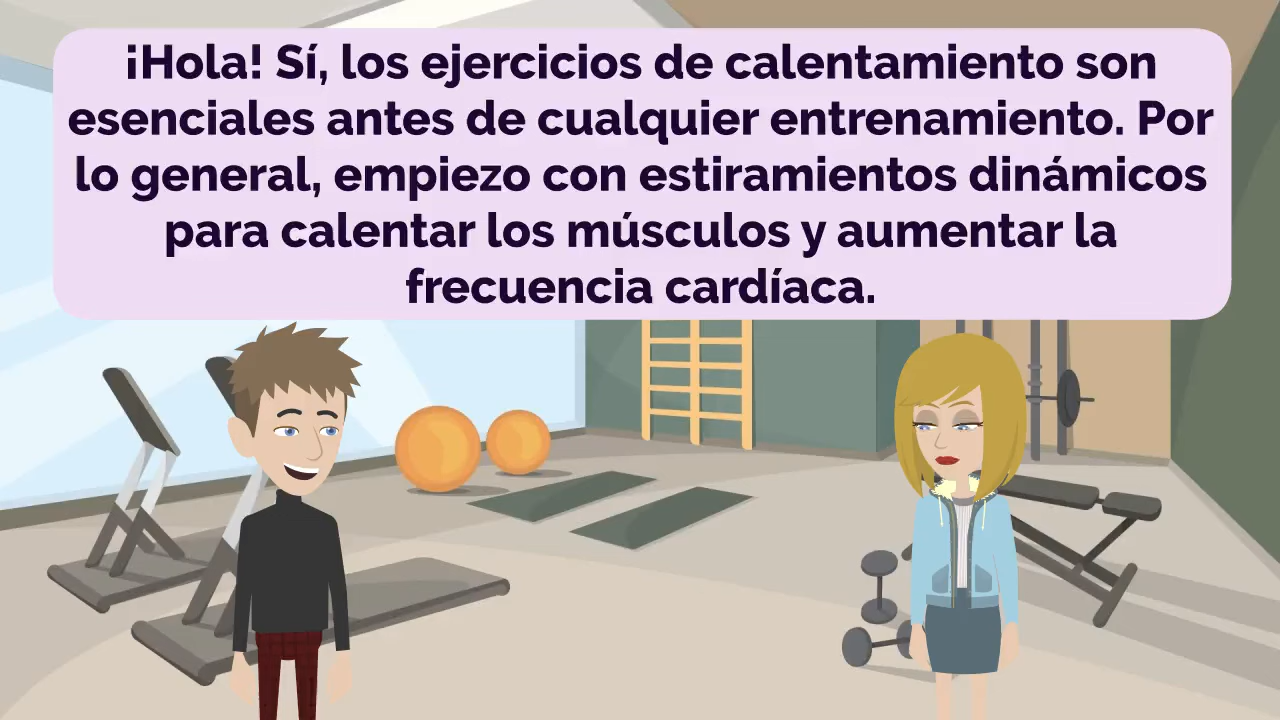 ¡Hola! Sí, los ejercicios de calentamiento son
esenciales antes de cualquier entrenamiento. Por
lo general, empiezo con estiramientos dinámicos
para calentar los músculos y aumentar la
frecuencia cardíaca.